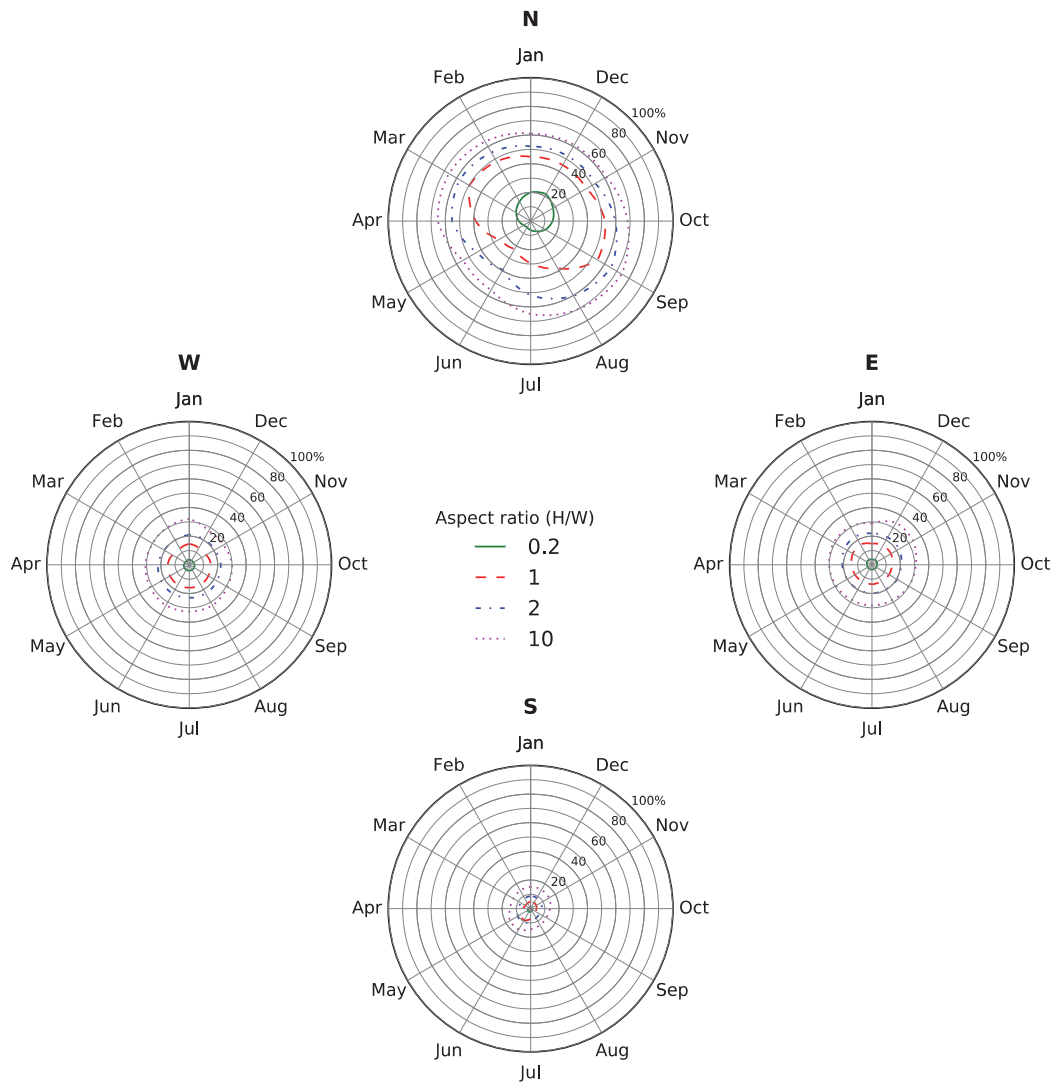 N
Jan
Feb Dec
100%
Mar 80 Nov
60
40
20
Apr Oct
May Sep
Jun Aug
Jul
W
Jan
Feb Dec
100%
Mar 80 Nov
60
40
20
Apr Oct
May Sep
Jun Aug
Jul
E
Jan
Feb Dec
100%
Mar 80 Nov
60
40
20
Apr Oct
May Sep
Jun Aug
Jul
Aspect ratio (H/W)
0.2
1
2
10
S
Jan
Feb Dec
100%
Mar 80 Nov
60
40
20
Apr Oct
May Sep
Jun Aug
Jul